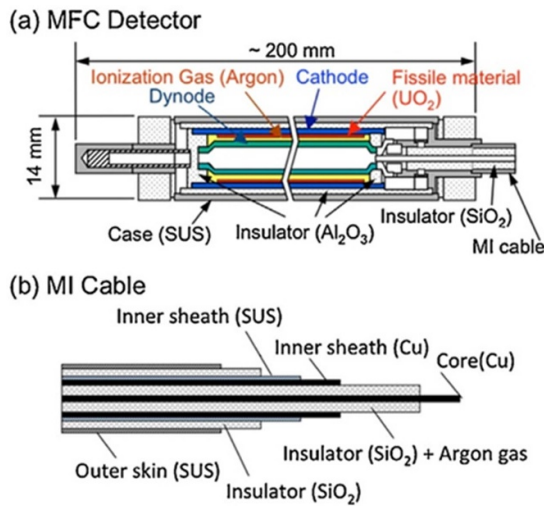 (a) MFC Detector
~ 200 mm
Ionization Gas (Argon)
Cathode
Fissile material
(UO₂)
Dynode
14 mm
Insulator (SiO₂)
Case (SUS)
Insulator (Al₂O₃)
MI cable
(b) MI Cable
Inner sheath (SUS)
Inner sheath (Cu)
Core(Cu)
Insulator (SiO₂) + Argon gas
Outer skin (SUS)
Insulator (SiO₂)